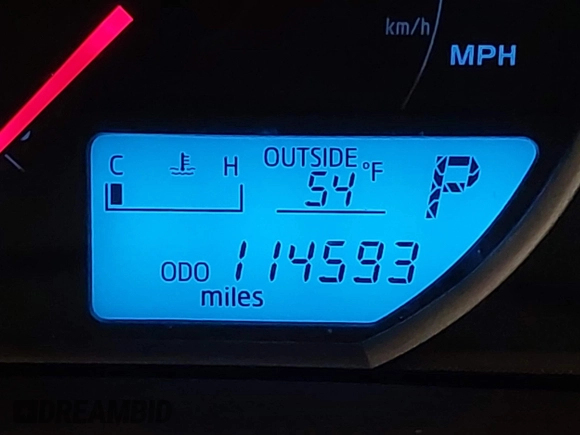 km/h
MPH
C H OUTSIDE °F P
54
ODO 114593
miles
DREAMBID